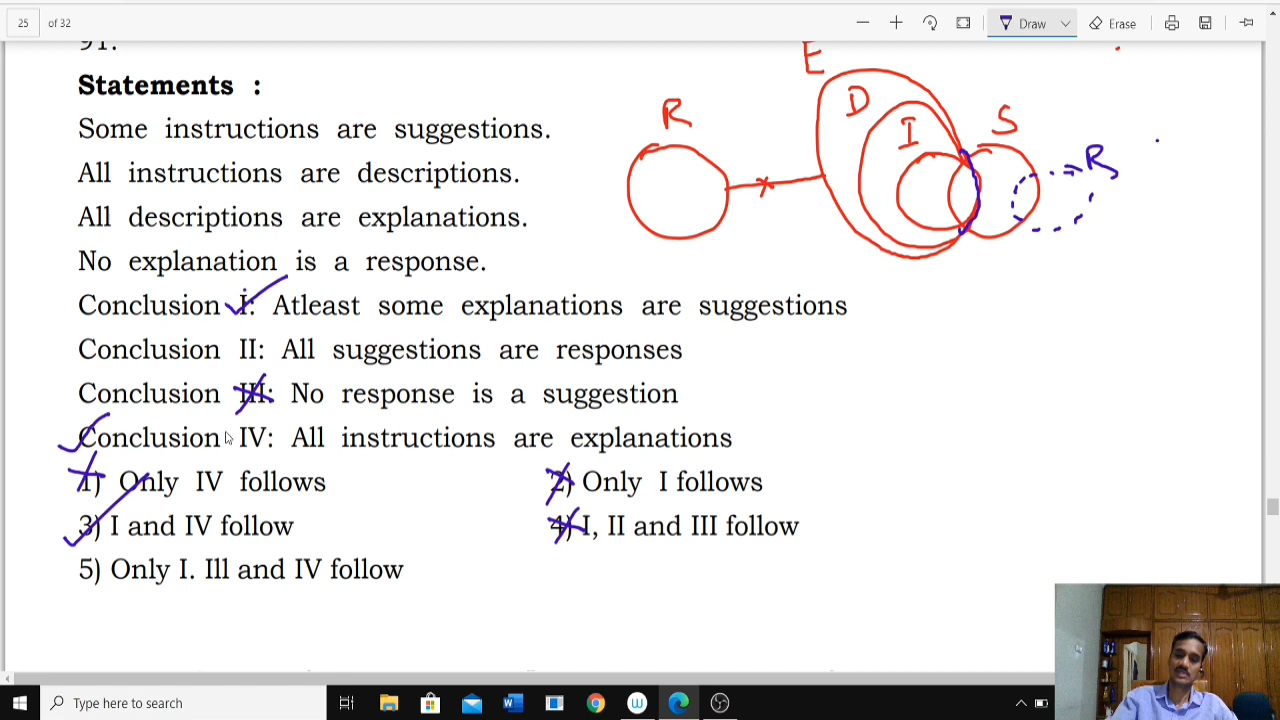 25 of 32
Draw
Erase
91.
Statements :
Some instructions are suggestions.
All instructions are descriptions.
All descriptions are explanations.
No explanation is a response.
Conclusion I: Atleast some explanations are suggestions
Conclusion II: All suggestions are responses
Conclusion III: No response is a suggestion
Conclusion IV: All instructions are explanations
1) Only IV follows
2) Only I follows
3) I and IV follow
4) I, II and III follow
5) Only I. Ill and IV follow
E
R
D
I
S
R
Type here to search